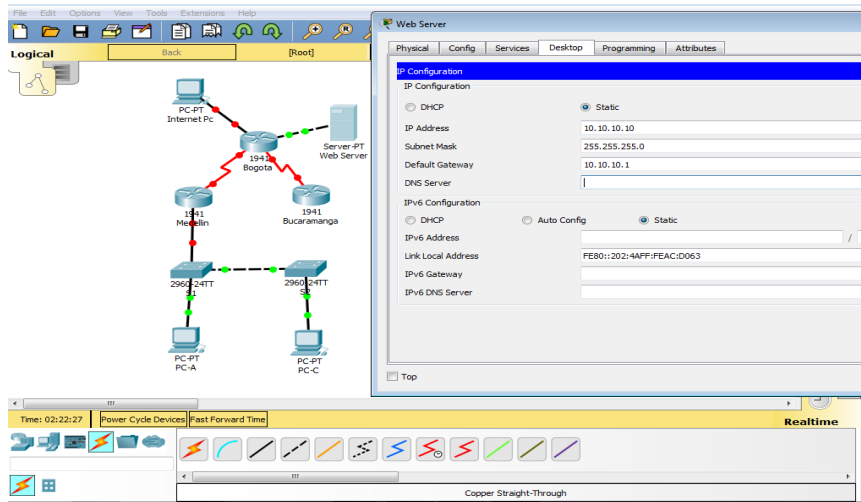 File Edit Options View Tools Extensions Help
Logical
Back
[Root]
PC-PT
Internet Pc
Server-PT
Web Server
1941
Bogota
1941
Medellin
1941
Bucaramanga
2960-24TT
S1
2960-24TT
S2
PC-PT
PC-A
PC-PT
PC-C
Web Server
Physical Config Services Desktop Programming Attributes
IP Configuration
IP Configuration
DHCP Static
IP Address 10.10.10.10
Subnet Mask 255.255.255.0
Default Gateway 10.10.10.1
DNS Server
IPv6 Configuration
DHCP Auto Config Static
IPv6 Address /
Link Local Address FE80::202:4AFF:FEAC:D063
IPv6 Gateway
IPv6 DNS Server
Top
Time: 02:22:27 Power Cycle Devices Fast Forward Time
Realtime
Copper Straight-Through